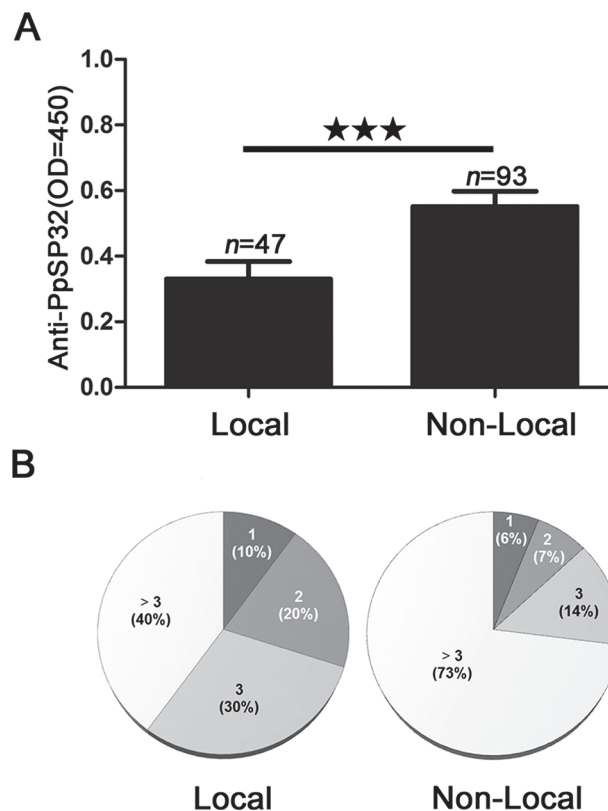 A
Anti-PpSP32(OD=450)
1.0
0.8
0.6
0.4
0.2
0.0
★★★
n=47
n=93
Local
Non-Local
B
1
(10%)
2
(20%)
3
(30%)
> 3
(40%)
Local
1
(6%)
2
(7%)
3
(14%)
> 3
(73%)
Non-Local